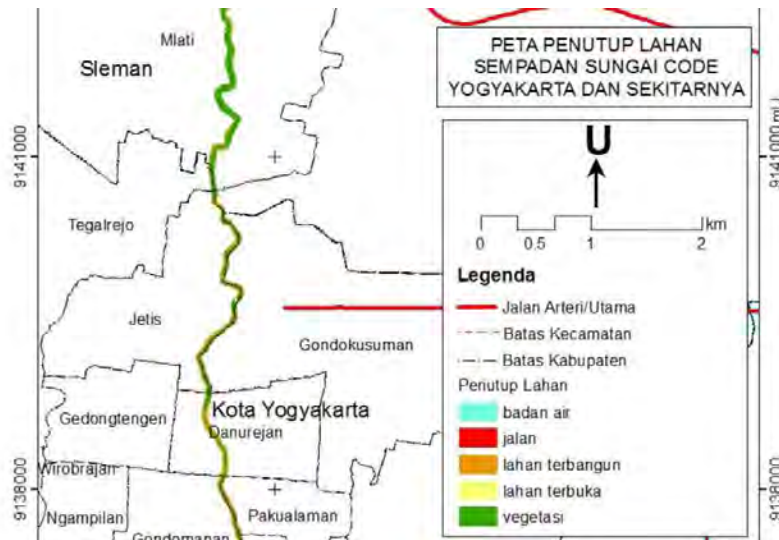 PETA PENUTUP LAHAN
SEMPADAN SUNGAI CODE
YOGYAKARTA DAN SEKITARNYA
Mlati
Sleman
U
9141000
9141000 mU
km
0 0.5 1 2
Tegalrejo
Legenda
Jalan Arteri/Utama
Batas Kecamatan
Batas Kabupaten
Jetis
Gondokusuman
Penutup Lahan
badan air
jalan
lahan terbangun
lahan terbuka
vegetasi
Gedongtengen
Kota Yogyakarta
Danurejan
Wirobrajan
9138000
9138000
Ngampilan
Pakualaman
Gondomanan